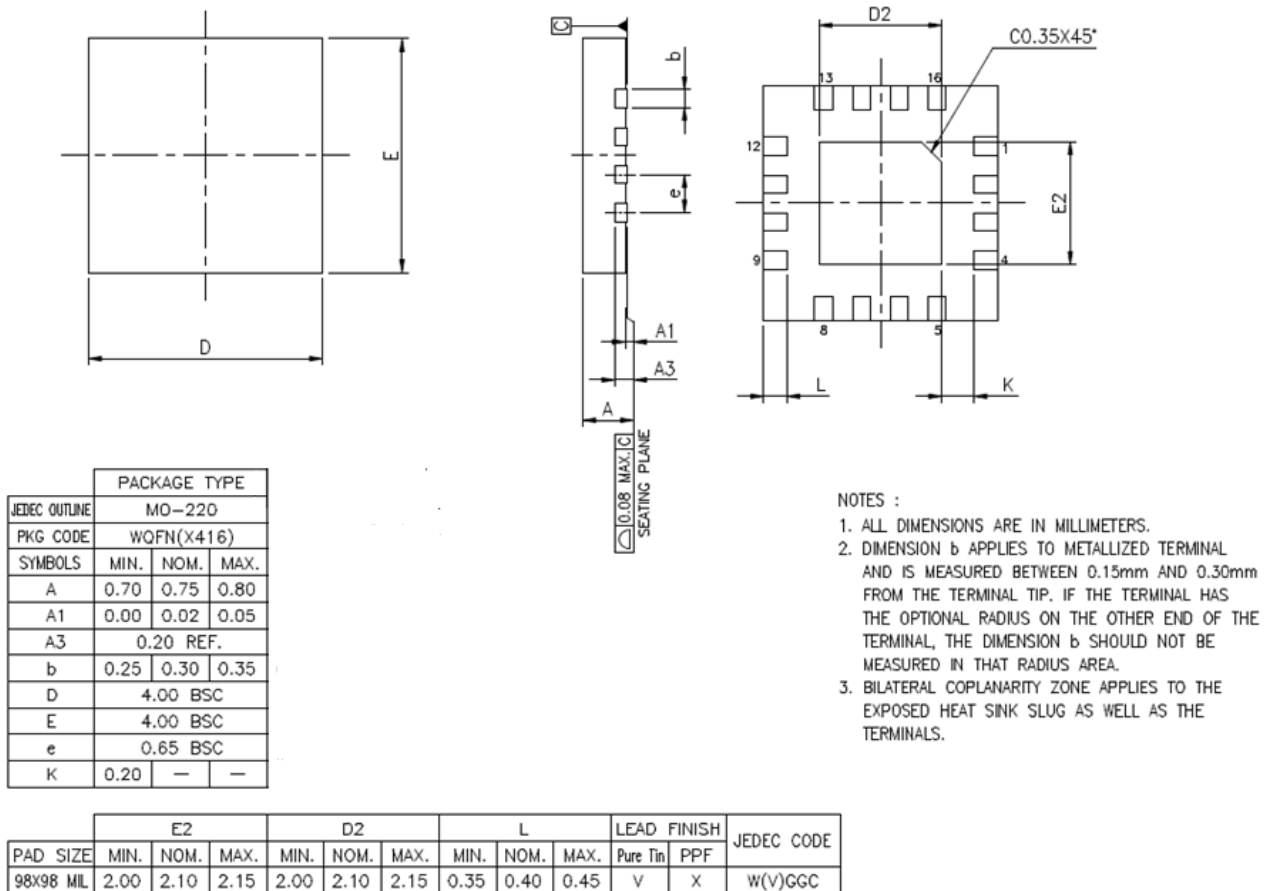 E
D
C
b
e
A1
A3
A
0.08 MAX. C
SEATING PLANE
D2
C0.35X45°
13 16
12 1
9 4
8 5
E2
L
K
PACKAGE TYPE
JEDEC OUTLINE MO-220
PKG CODE WQFN(X416)
SYMBOLS MIN. NOM. MAX.
A 0.70 0.75 0.80
A1 0.00 0.02 0.05
A3 0.20 REF.
b 0.25 0.30 0.35
D 4.00 BSC
E 4.00 BSC
e 0.65 BSC
K 0.20 — —
NOTES :
1. ALL DIMENSIONS ARE IN MILLIMETERS.
2. DIMENSION b APPLIES TO METALLIZED TERMINAL
AND IS MEASURED BETWEEN 0.15mm AND 0.30mm
FROM THE TERMINAL TIP. IF THE TERMINAL HAS
THE OPTIONAL RADIUS ON THE OTHER END OF THE
TERMINAL, THE DIMENSION b SHOULD NOT BE
MEASURED IN THAT RADIUS AREA.
3. BILATERAL COPLANARITY ZONE APPLIES TO THE
EXPOSED HEAT SINK SLUG AS WELL AS THE
TERMINALS.
E2 D2 L LEAD FINISH JEDEC CODE
PAD SIZE MIN. NOM. MAX. MIN. NOM. MAX. MIN. NOM. MAX. Pure Tin PPF
98X98 MIL 2.00 2.10 2.15 2.00 2.10 2.15 0.35 0.40 0.45 V X W(V)GGC